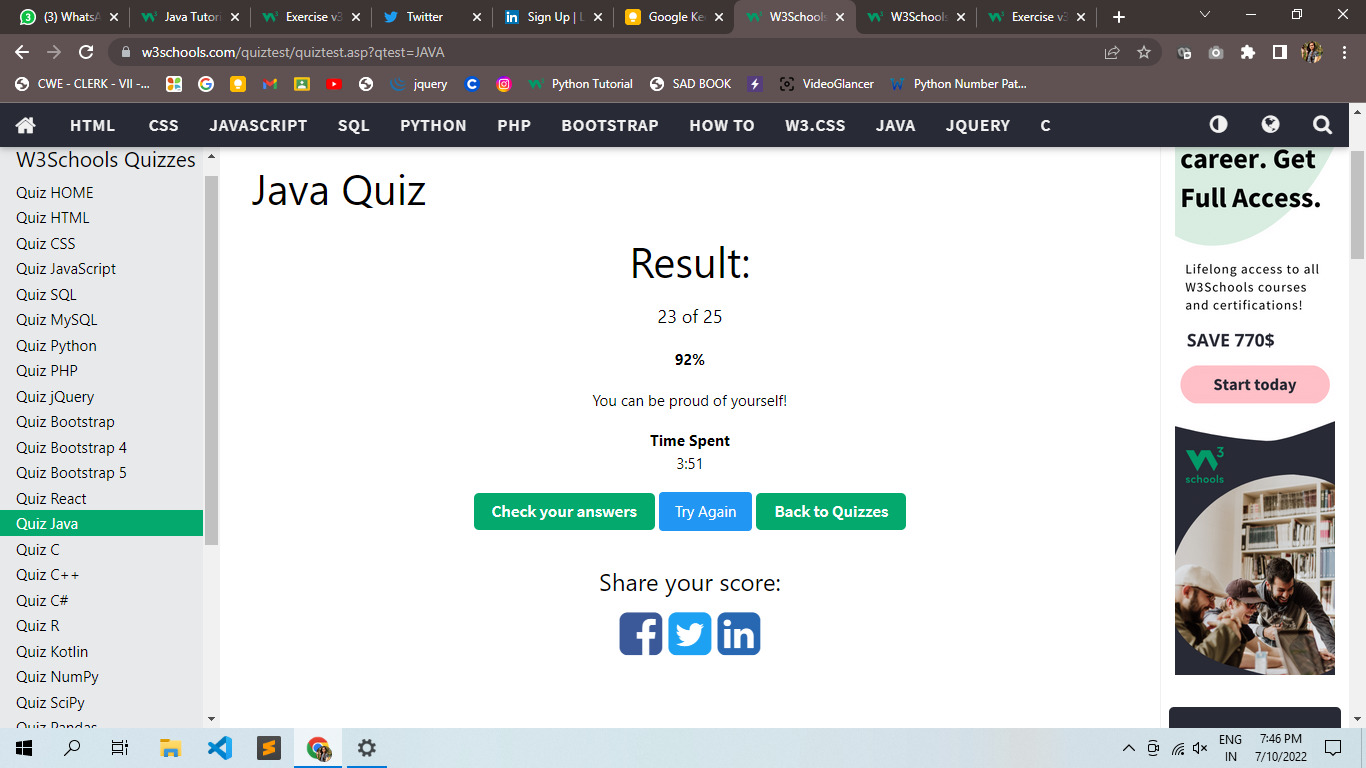 (3) WhatsA
Java Tutori
Exercise v3
Twitter
Sign Up | L
Google Kee
W3Schools
W3Schools
Exercise v3
w3schools.com/quiztest/quiztest.asp?qtest=JAVA
CWE - CLERK - VII -...
jquery
Python Tutorial
SAD BOOK
VideoGlancer
Python Number Pat...
HTML CSS JAVASCRIPT SQL PYTHON PHP BOOTSTRAP HOW TO W3.CSS JAVA JQUERY C
W3Schools Quizzes
Quiz HOME
Quiz HTML
Quiz CSS
Quiz JavaScript
Quiz SQL
Quiz MySQL
Quiz Python
Quiz PHP
Quiz jQuery
Quiz Bootstrap
Quiz Bootstrap 4
Quiz Bootstrap 5
Quiz React
Quiz Java
Quiz C
Quiz C++
Quiz C#
Quiz R
Quiz Kotlin
Quiz NumPy
Quiz SciPy
Quiz Pandas
Java Quiz
Result:
23 of 25
92%
You can be proud of yourself!
Time Spent
3:51
Check your answers
Try Again
Back to Quizzes
Share your score:
career. Get
Full Access.
Lifelong access to all
W3Schools courses
and certifications!
SAVE 770$
Start today
W3
schools
ENG
IN
7:46 PM
7/10/2022